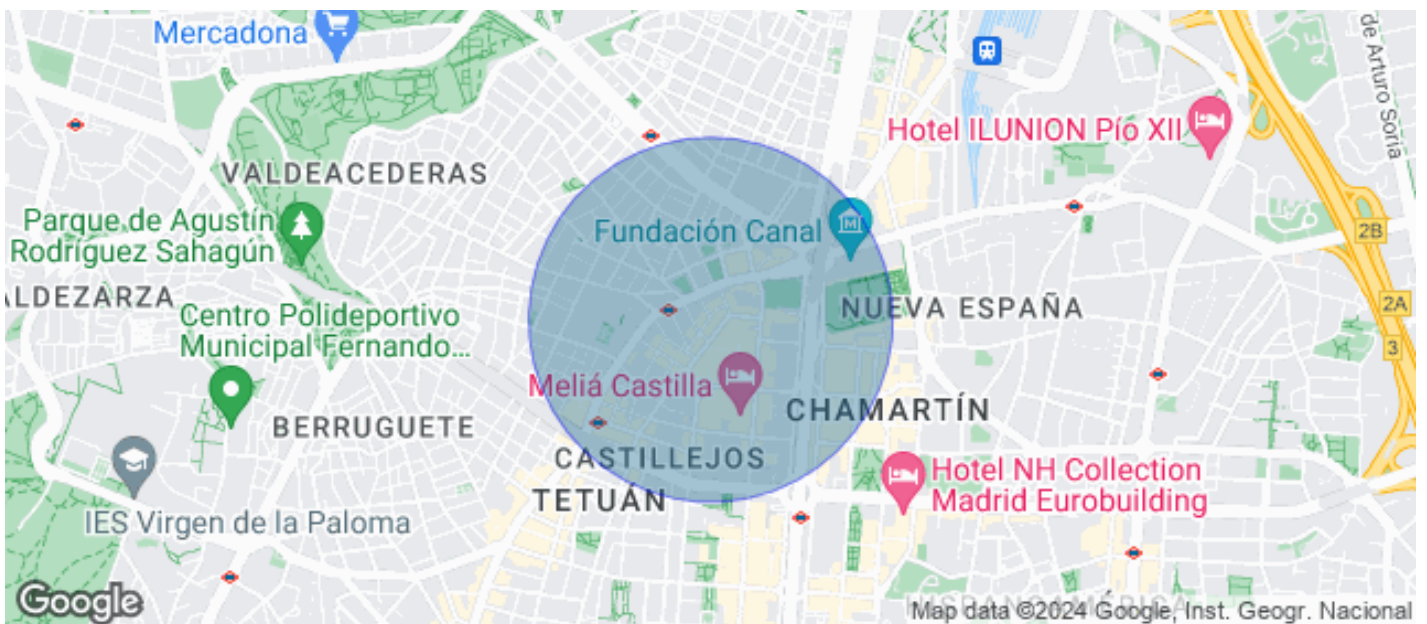 Mercadona
de Arturo Soria
Hotel ILUNION Pío XII
VALDEACEDERAS
Parque de Agustín
Rodríguez Sahagún
Fundación Canal
2B
ALDEZARZA
NUEVA ESPAÑA
2A
Centro Polideportivo
Municipal Fernando...
3
Meliá Castilla
CHAMARTÍN
BERRUGUETE
CASTILLEJOS
TETUÁN
Hotel NH Collection
Madrid Eurobuilding
IES Virgen de la Paloma
Google
HISPANOAMÉRICA
Map data ©2024 Google, Inst. Geogr. Nacional